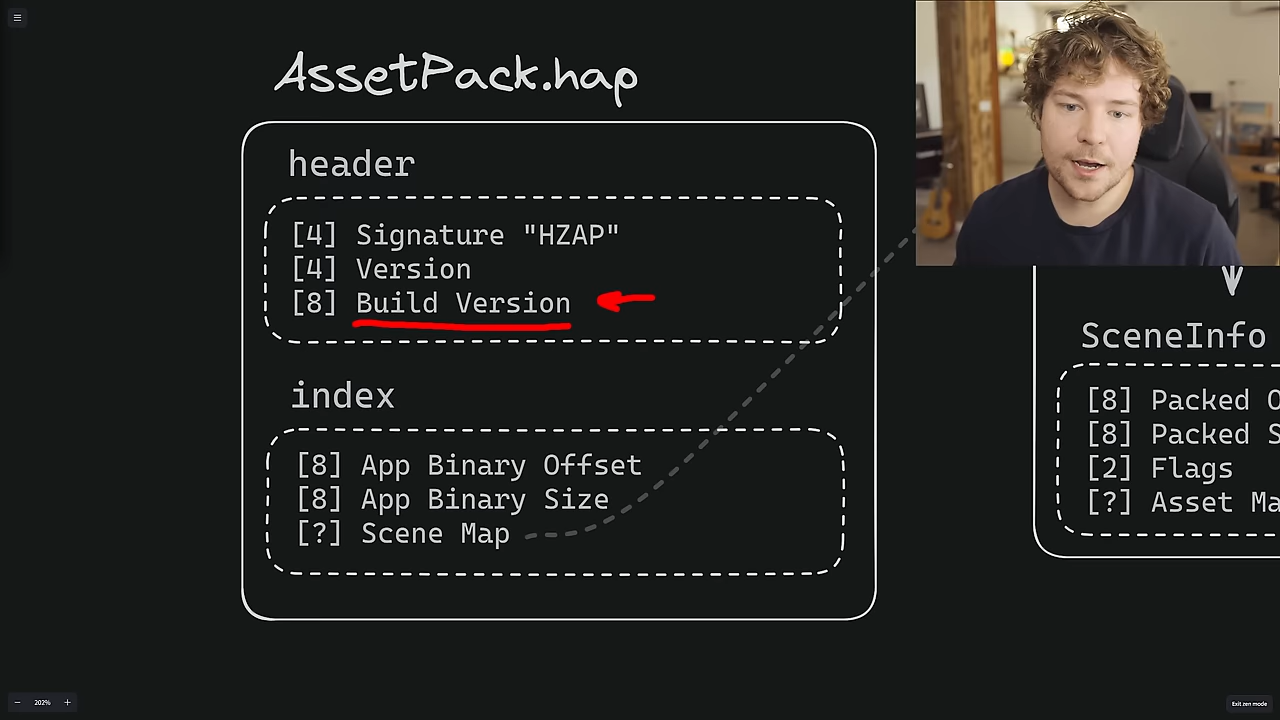 AssetPack.hap
header
[4] Signature "HZAP"
[4] Version
[8] Build Version
index
[8] App Binary Offset
[8] App Binary Size
[?] Scene Map
SceneInfo
[8] Packed
[8] Packed
[2] Flags
[?] Asset
202%
Exit zen mode